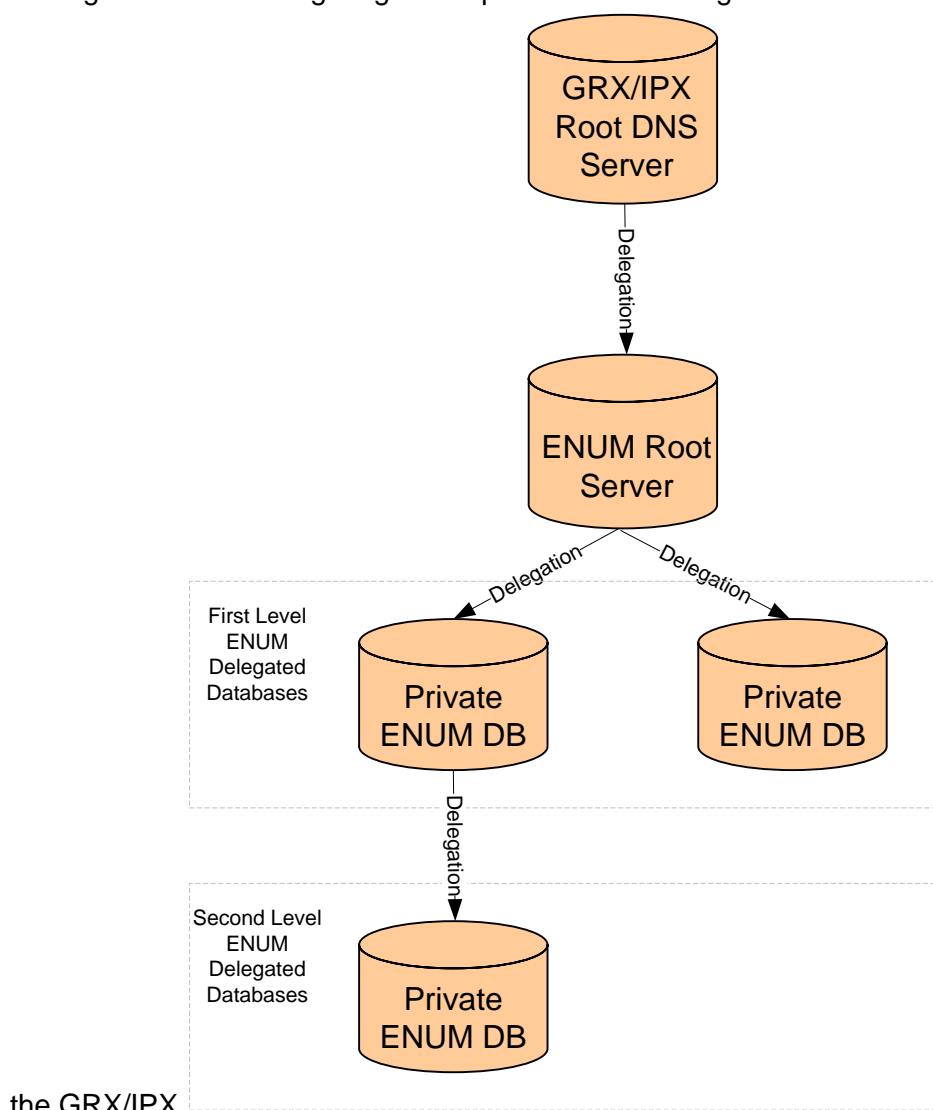 GRX/IPX
Root DNS
Server
Delegation
ENUM Root
Server
Delegation
Delegation
First Level
ENUM
Delegated
Databases
Private
ENUM DB
Private
ENUM DB
Delegation
Second Level
ENUM
Delegated
Databases
Private
ENUM DB
the GRX/IPX